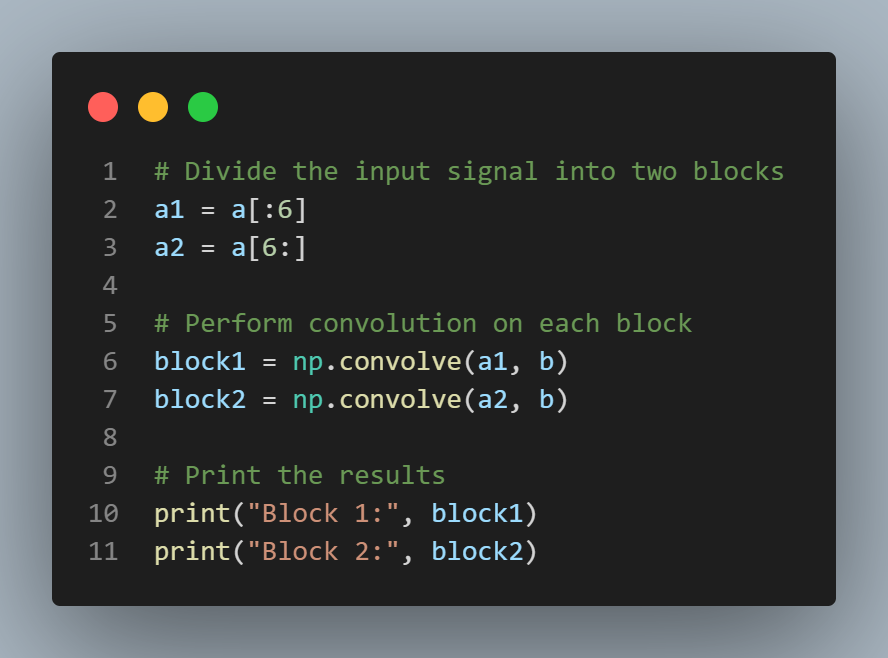 1 # Divide the input signal into two blocks
2 a1 = a[:6]
3 a2 = a[6:]
4
5 # Perform convolution on each block
6 block1 = np.convolve(a1, b)
7 block2 = np.convolve(a2, b)
8
9 # Print the results
10 print("Block 1:", block1)
11 print("Block 2:", block2)